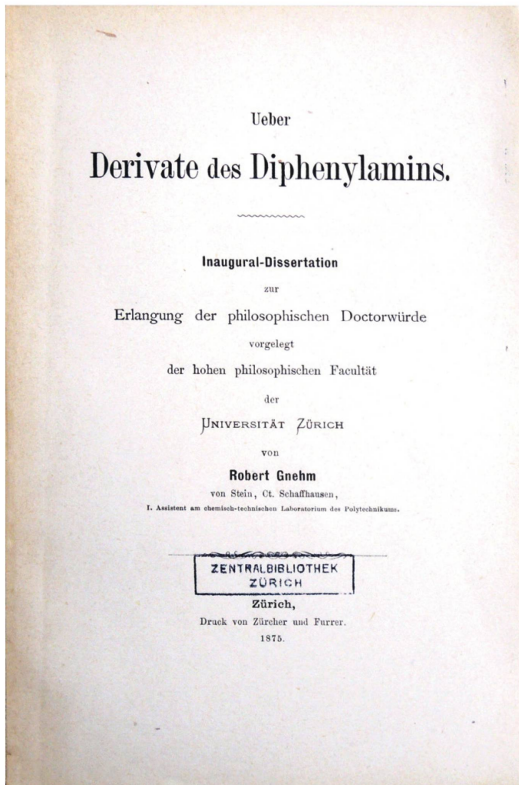 Ueber
Derivate des Diphenylamins.
Inaugural-Dissertation
zur
Erlangung der philosophischen Doctorwürde
vorgelegt
der hohen philosophischen Facultät
der
UNIVERSITÄT ZÜRICH
von
Robert Gnehm
von Stein, Ct. Schaffhausen,
I. Assistent am chemisch-technischen Laboratorium des Polytechnikums.
ZENTRALBIBLIOTHEK
ZÜRICH
Zürich,
Druck von Zürcher und Furrer.
1875.